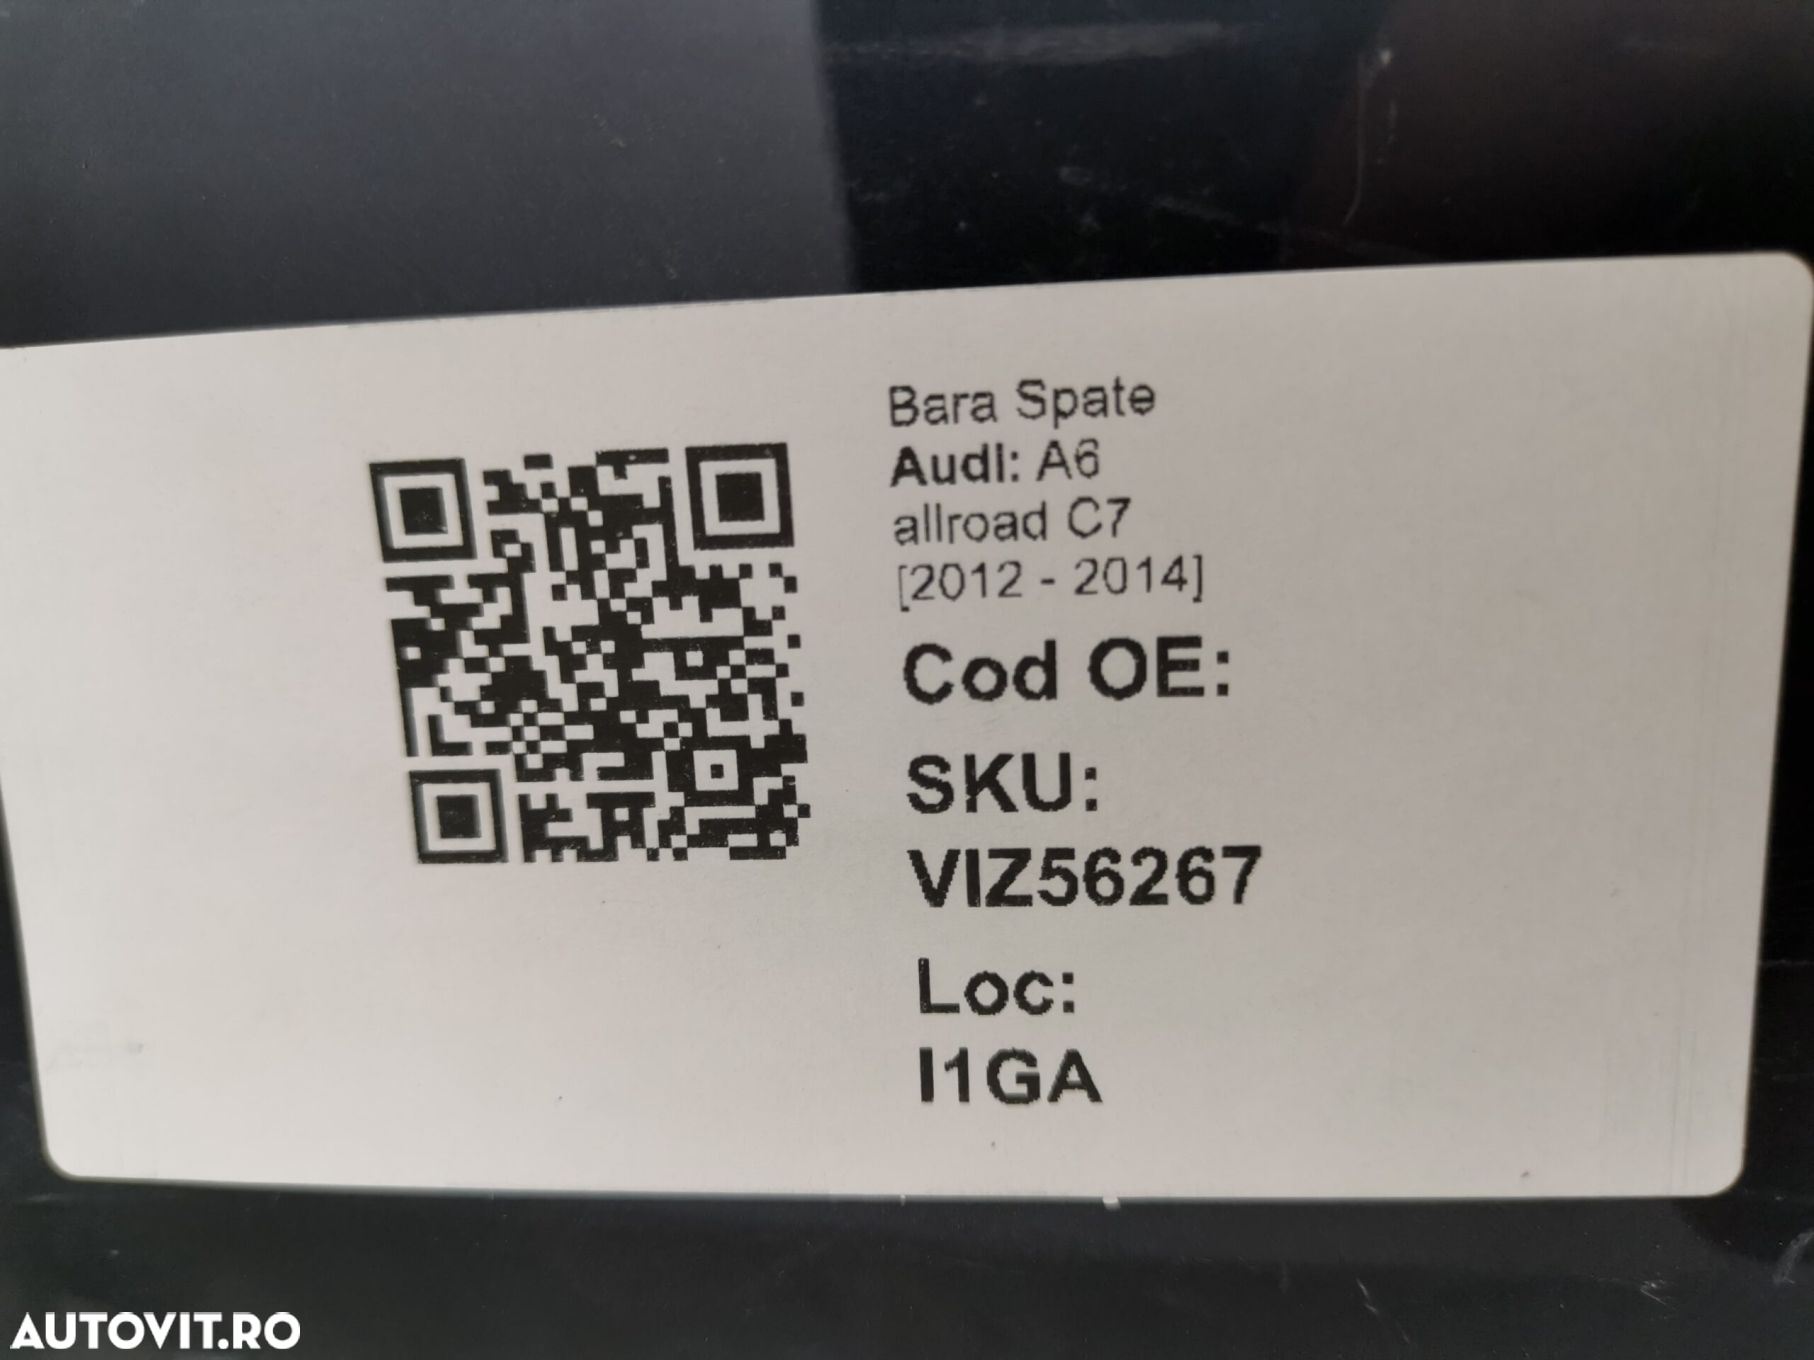 Bara Spate
Audi: A6
allroad C7
[2012 - 2014]
Cod OE:
SKU:
VIZ56267
Loc:
I1GA
AUTOVIT.RO